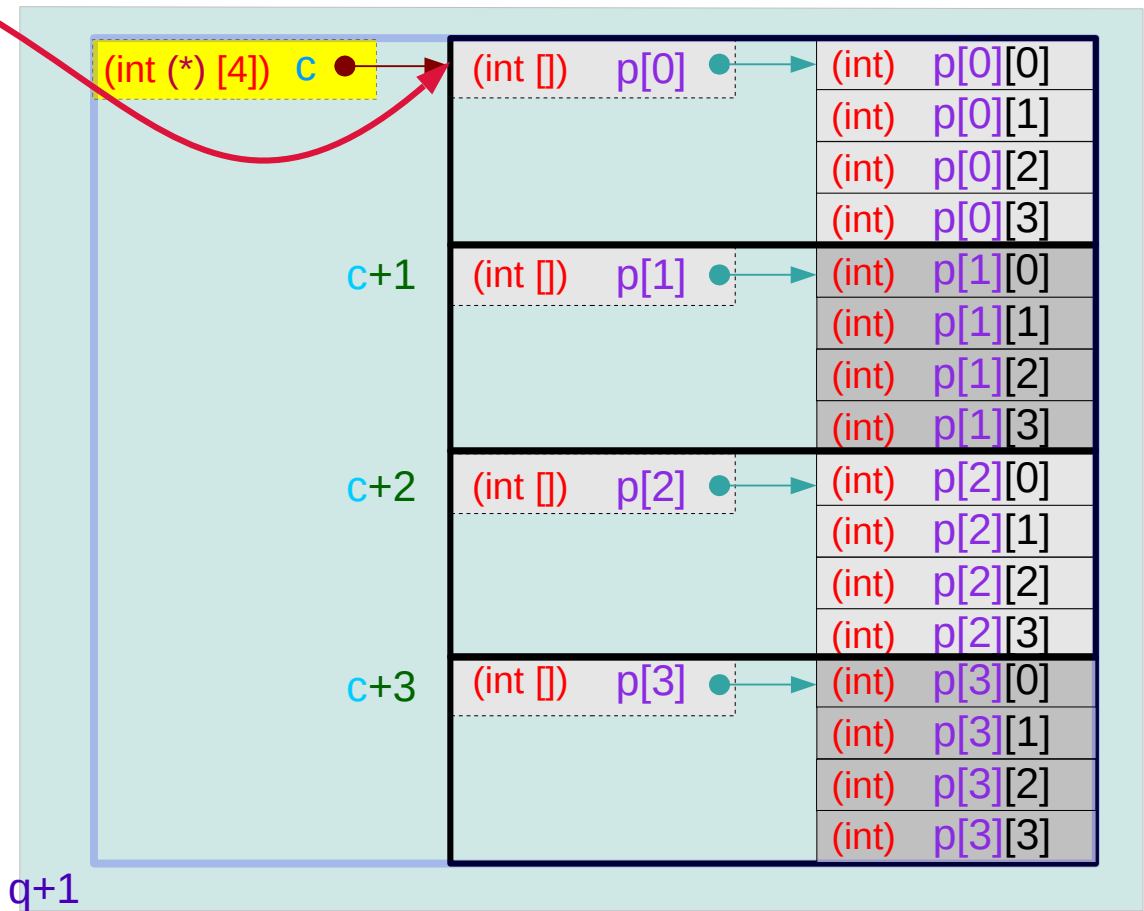 (int (*) [4]) c (int []) p[0] (int) p[0][0]
(int) p[0][1]
(int) p[0][2]
(int) p[0][3]
c+1 (int []) p[1] (int) p[1][0]
(int) p[1][1]
(int) p[1][2]
(int) p[1][3]
c+2 (int []) p[2] (int) p[2][0]
(int) p[2][1]
(int) p[2][2]
(int) p[2][3]
c+3 (int []) p[3] (int) p[3][0]
(int) p[3][1]
(int) p[3][2]
(int) p[3][3]
q+1